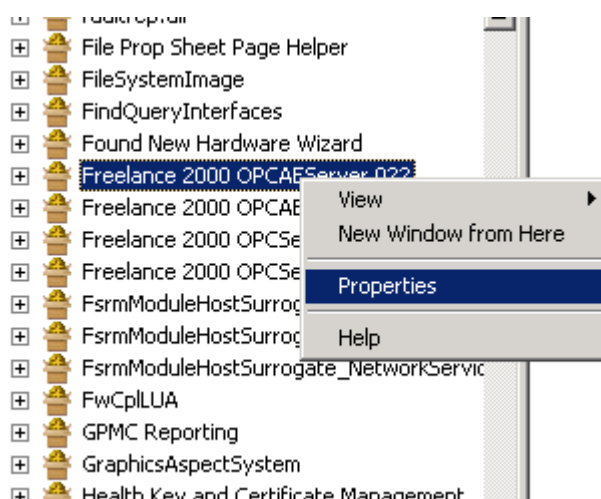 faultrep.dll
File Prop Sheet Page Helper
FileSystemImage
FindQueryInterfaces
Found New Hardware Wizard
Freelance 2000 OPCAEServer 022
Freelance 2000 OPCAE
Freelance 2000 OPCSe
Freelance 2000 OPCSe
FsrmModuleHostSurrog
FsrmModuleHostSurrog
FsrmModuleHostSurrogate_NetworkServic
FwCplLUA
GPMC Reporting
GraphicsAspectSystem
Health Key and Certificate Management
View
New Window from Here
Properties
Help